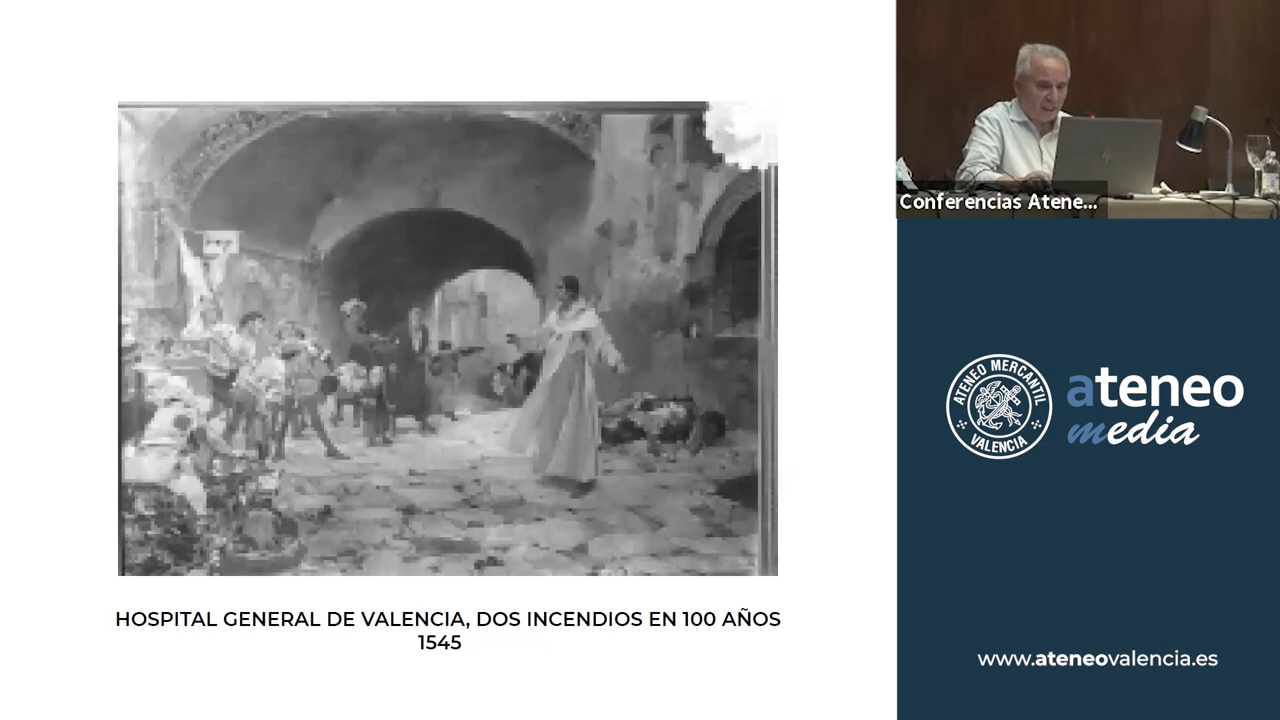 HOSPITAL GENERAL DE VALENCIA, DOS INCENDIOS EN 100 AÑOS
1545
Conferencias Atene...
ATENEO MERCANTIL
VALENCIA
ateneo
media
www.ateneovalencia.es